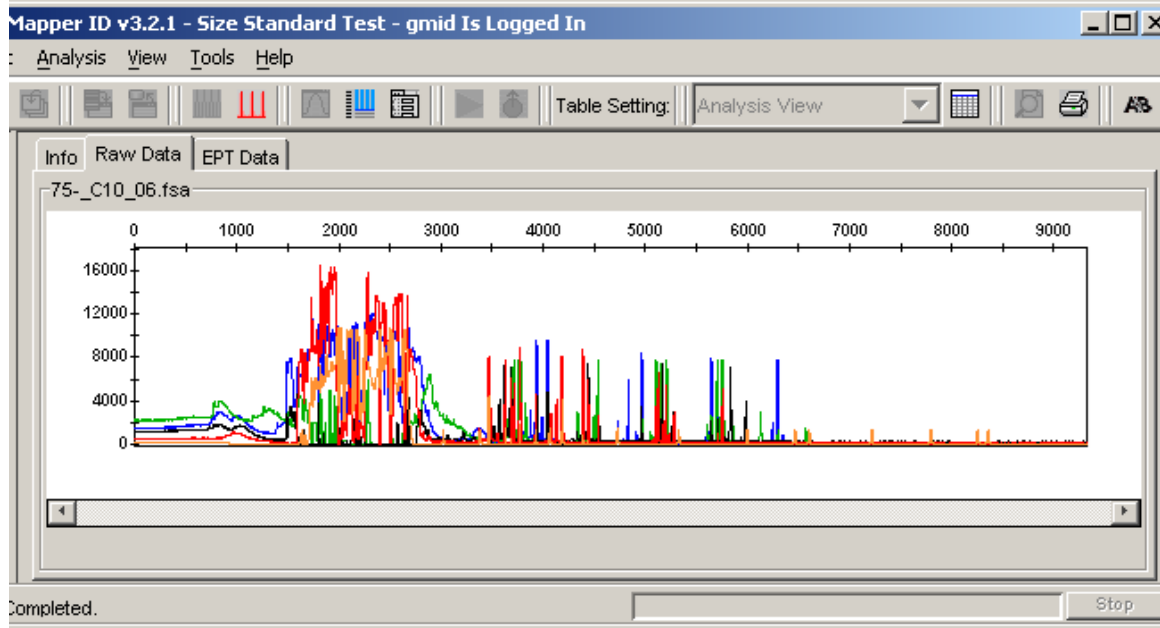 Mapper ID v3.2.1 - Size Standard Test - gmid Is Logged In
Analysis View Tools Help
Table Setting: Analysis View
Info Raw Data EPT Data
75-_C10_06.fsa
0 1000 2000 3000 4000 5000 6000 7000 8000 9000
16000
12000
8000
4000
0
Completed.
Stop